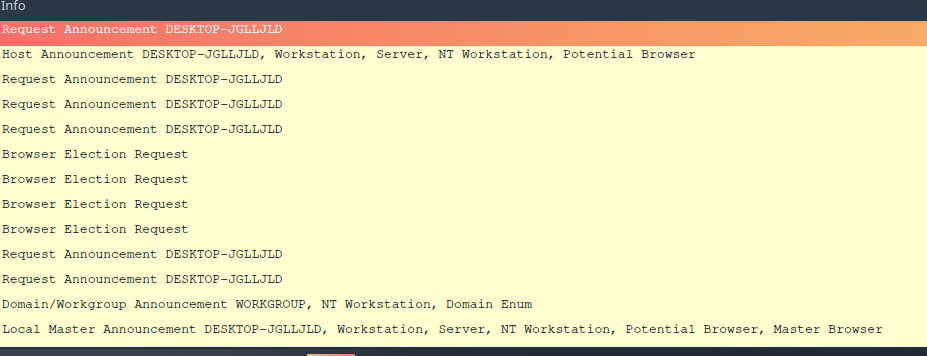 Info
Request Announcement DESKTOP-JGLLJLD
Host Announcement DESKTOP-JGLLJLD, Workstation, Server, NT Workstation, Potential Browser
Request Announcement DESKTOP-JGLLJLD
Request Announcement DESKTOP-JGLLJLD
Request Announcement DESKTOP-JGLLJLD
Browser Election Request
Browser Election Request
Browser Election Request
Browser Election Request
Request Announcement DESKTOP-JGLLJLD
Request Announcement DESKTOP-JGLLJLD
Domain/Workgroup Announcement WORKGROUP, NT Workstation, Domain Enum
Local Master Announcement DESKTOP-JGLLJLD, Workstation, Server, NT Workstation, Potential Browser, Master Browser